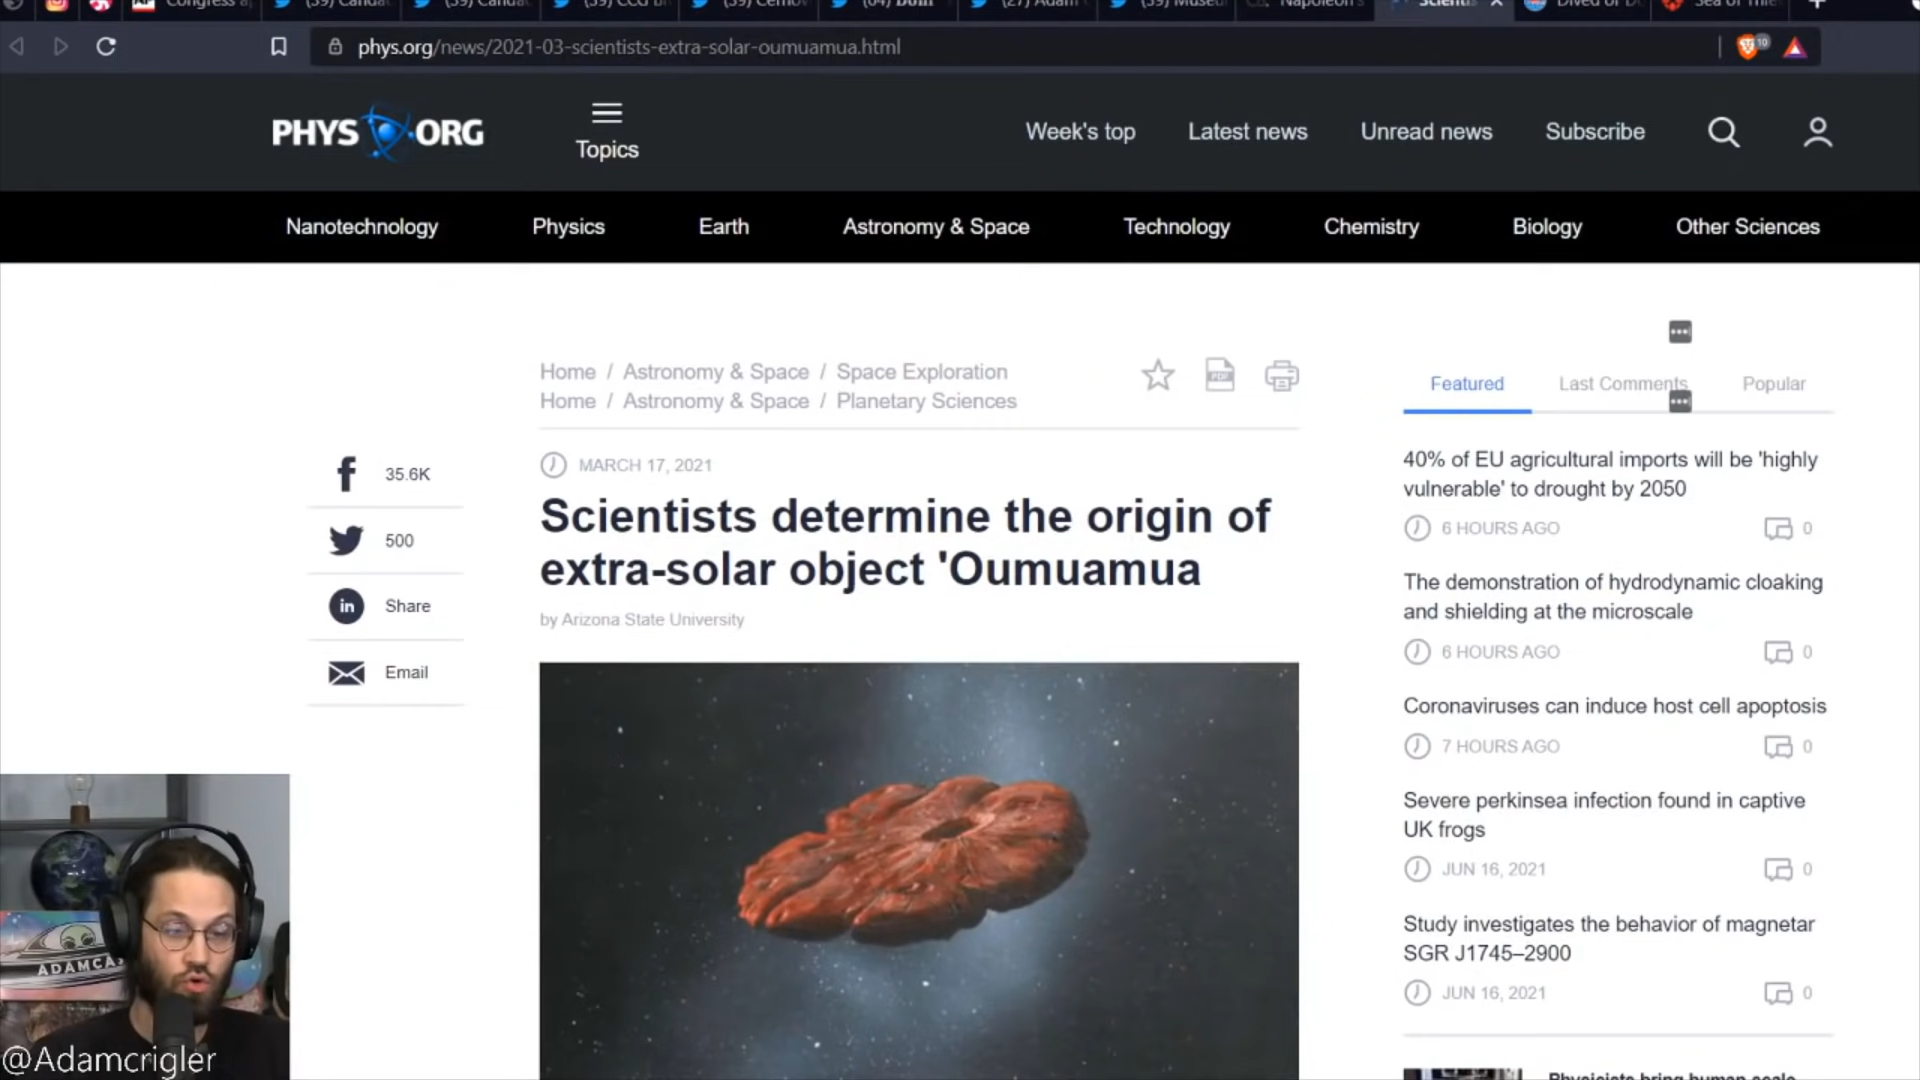 phys.org/news/2021-03-scientists-extra-solar-oumuamua.html
10
PHYS ORG
Topics
Week's top
Latest news
Unread news
Subscribe
Nanotechnology
Physics
Earth
Astronomy & Space
Technology
Chemistry
Biology
Other Sciences
Home / Astronomy & Space / Space Exploration
Home / Astronomy & Space / Planetary Sciences
PDF
35.6K
500
Share
Email
MARCH 17, 2021
Scientists determine the origin of
extra-solar object 'Oumuamua
by Arizona State University
Featured
Last Comments
Popular
40% of EU agricultural imports will be 'highly
vulnerable' to drought by 2050
6 HOURS AGO
0
The demonstration of hydrodynamic cloaking
and shielding at the microscale
6 HOURS AGO
0
Coronaviruses can induce host cell apoptosis
7 HOURS AGO
0
Severe perkinsea infection found in captive
UK frogs
JUN 16, 2021
0
Study investigates the behavior of magnetar
SGR J1745–2900
JUN 16, 2021
0
@Adamcrigler